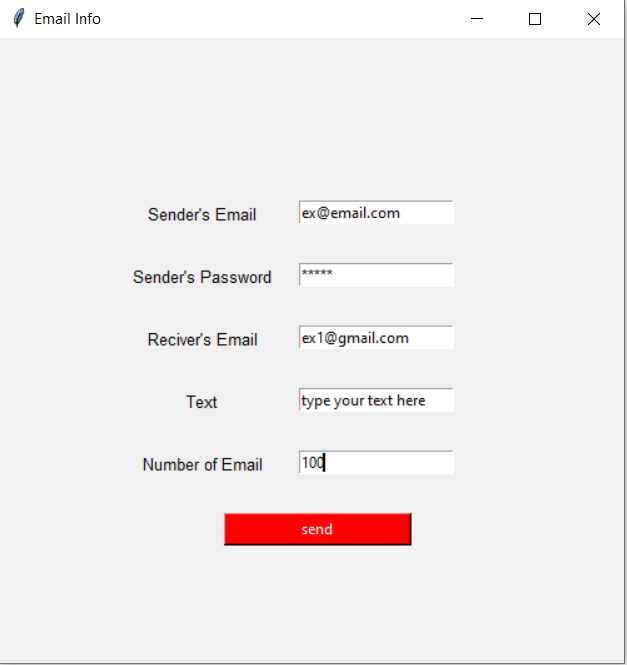 Email Info
Sender's Email ex@email.com
Sender's Password *****
Reciver's Email ex1@gmail.com
Text type your text here
Number of Email 100
send